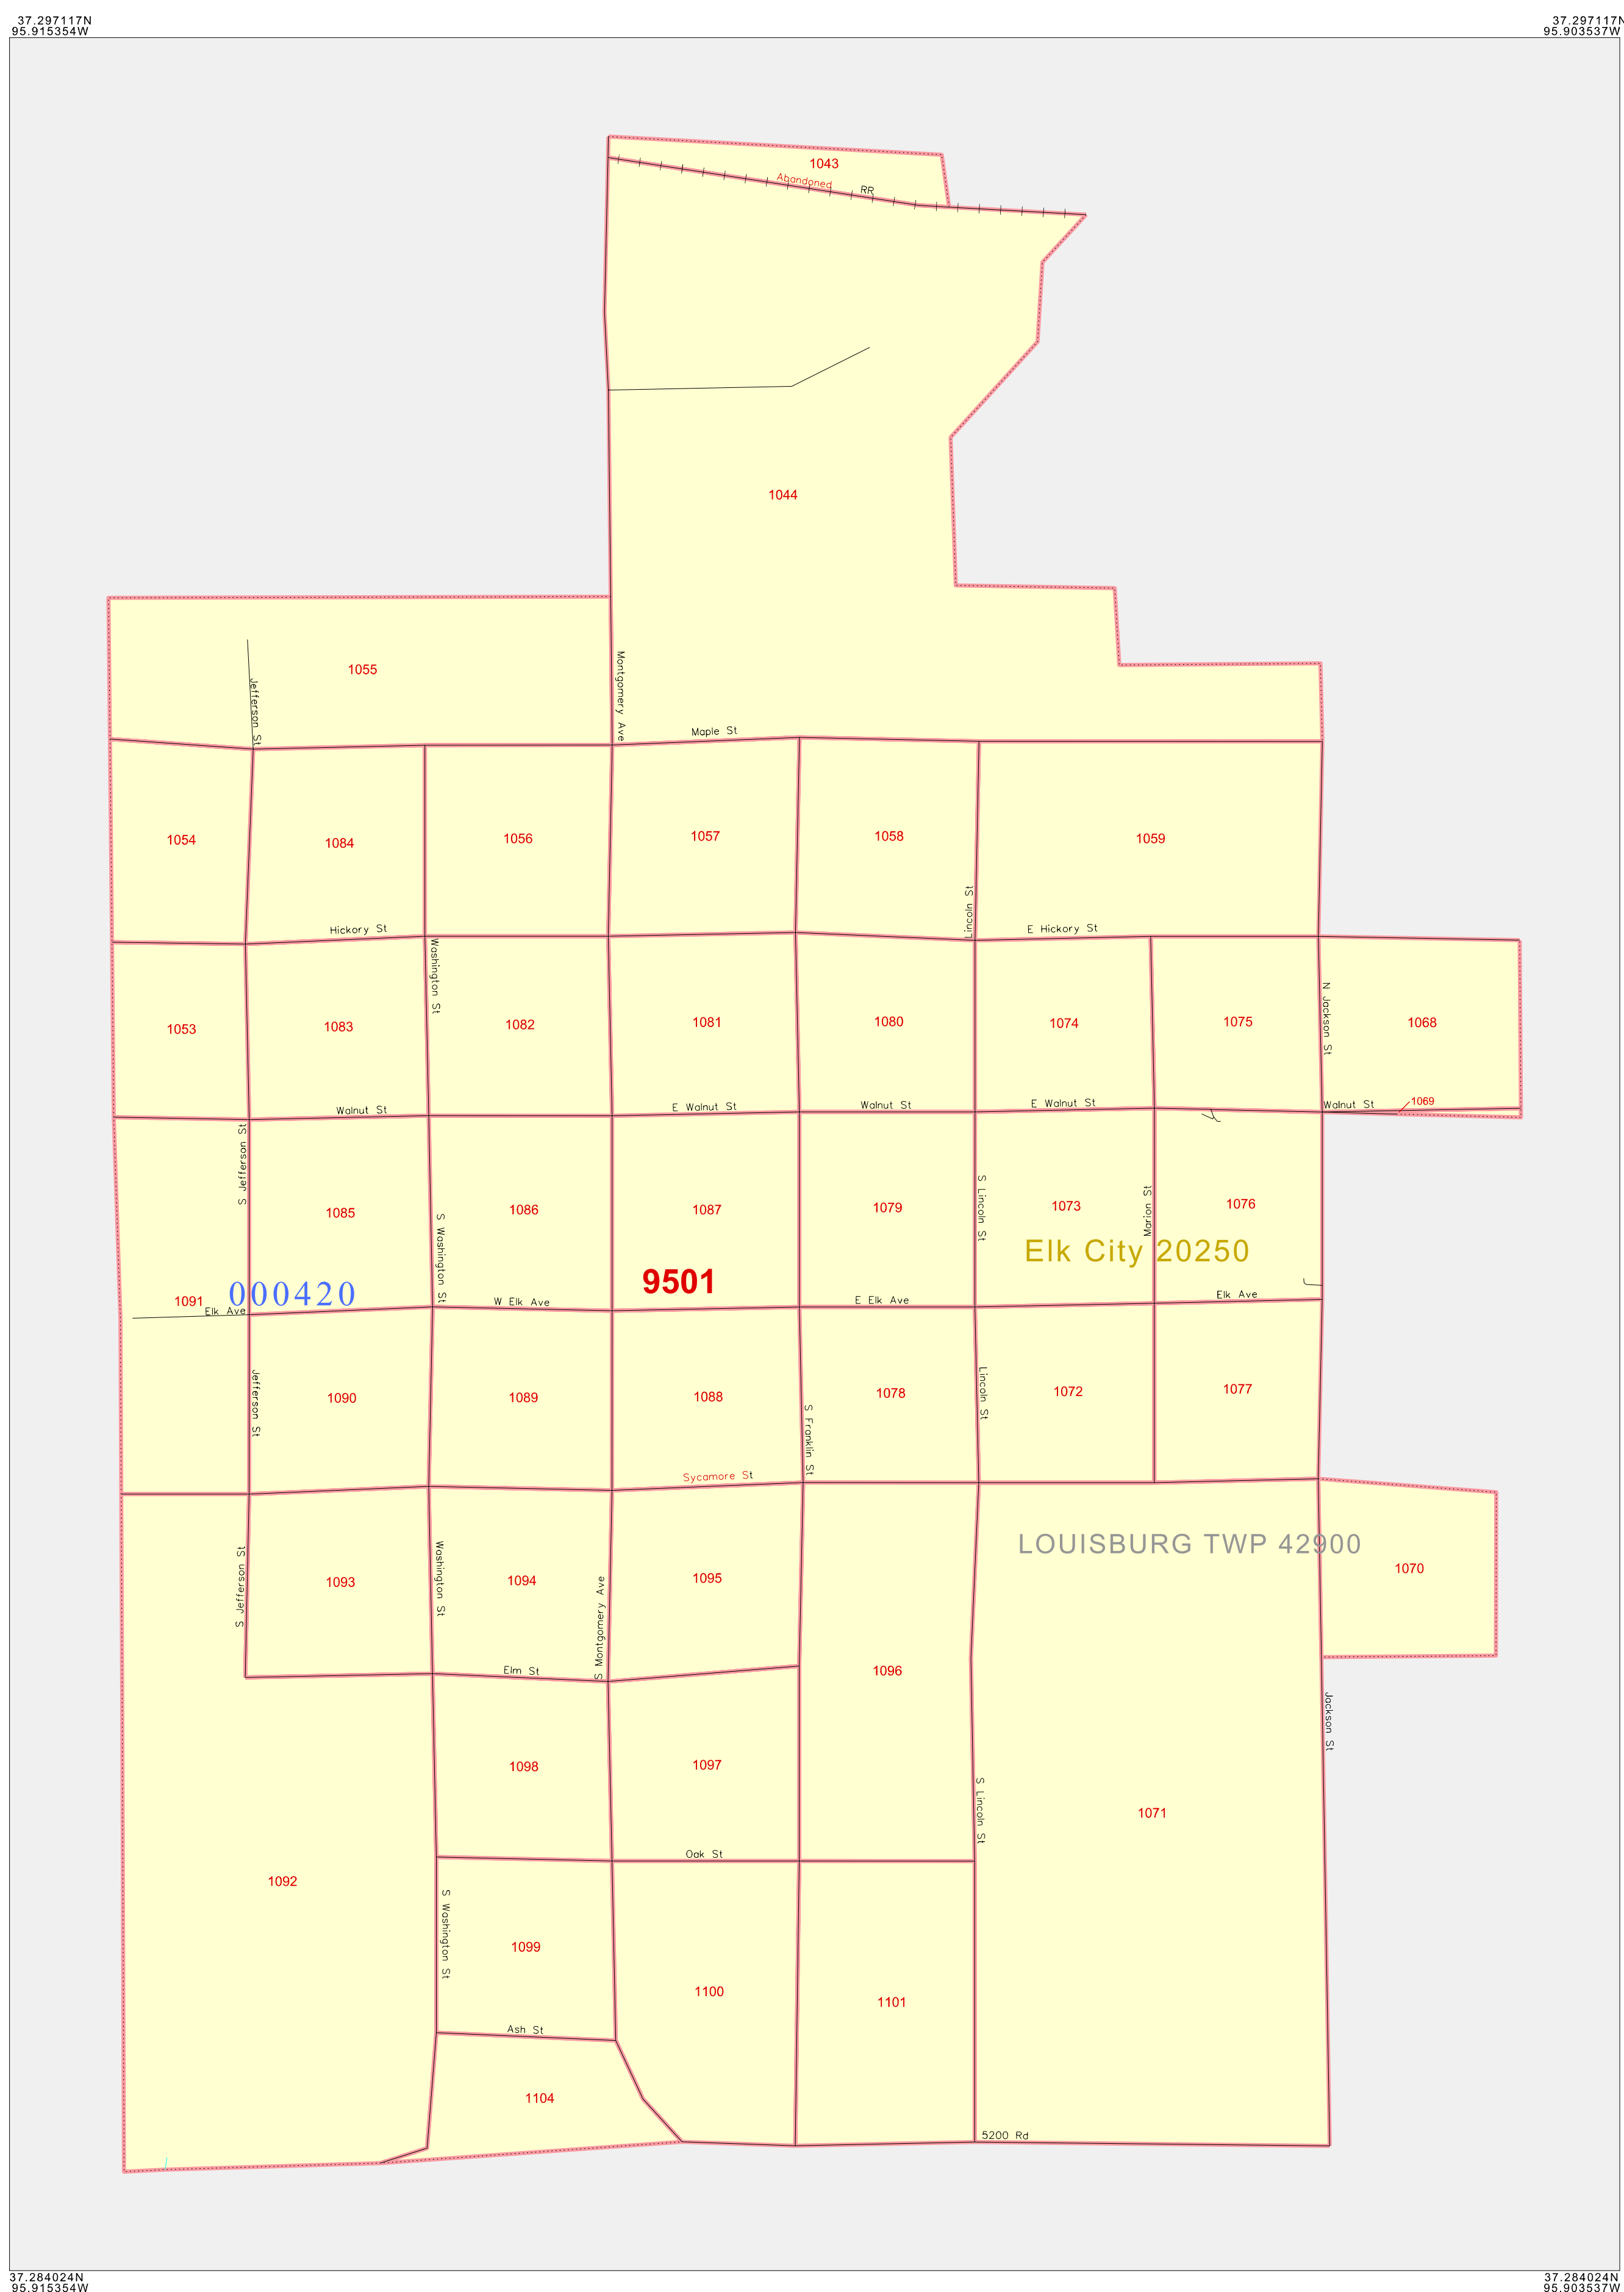 37.297117N
95.915354W
37.297117N
95.903537W
1043
Abandoned
RR
1044
1055
Jefferson St
Montgomery Ave
Maple St
1054
1084
1056
1057
1058
1059
Lincoln St
Hickory St
E Hickory St
Washington St
N Jackson St
1053
1083
1082
1081
1080
1074
1075
1068
Walnut St
E Walnut St
Walnut St
E Walnut St
Walnut St
1069
S Jefferson St
1085
1086
1087
1079
S Lincoln St
1073
Marion St
1076
S Washington St
Elk City 20250
9501
000420
1091
Elk Ave
W Elk Ave
E Elk Ave
Elk Ave
Jefferson St
1090
1089
1088
S Franklin St
1078
Lincoln St
1072
1077
Sycamore St
LOUISBURG TWP 42900
S Jefferson St
1093
Washington St
1094
S Montgomery Ave
1095
1070
Elm St
1096
Jackson St
1098
1097
S Lincoln St
1071
Oak St
1092
S Washington St
1099
1100
1101
Ash St
1104
5200 Rd
37.284024N
95.915354W
37.284024N
95.903537W